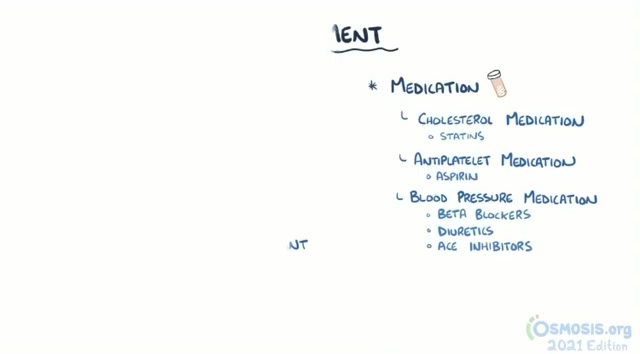 IENT
* MEDICATION
CHOLESTEROL MEDICATION
STATINS
ANTIPLATELET MEDICATION
ASPIRIN
BLOOD PRESSURE MEDICATION
BETA BLOCKERS
DIURETICS
NT
ACE INHIBITORS
OSMOSIS.org
2021 Edition